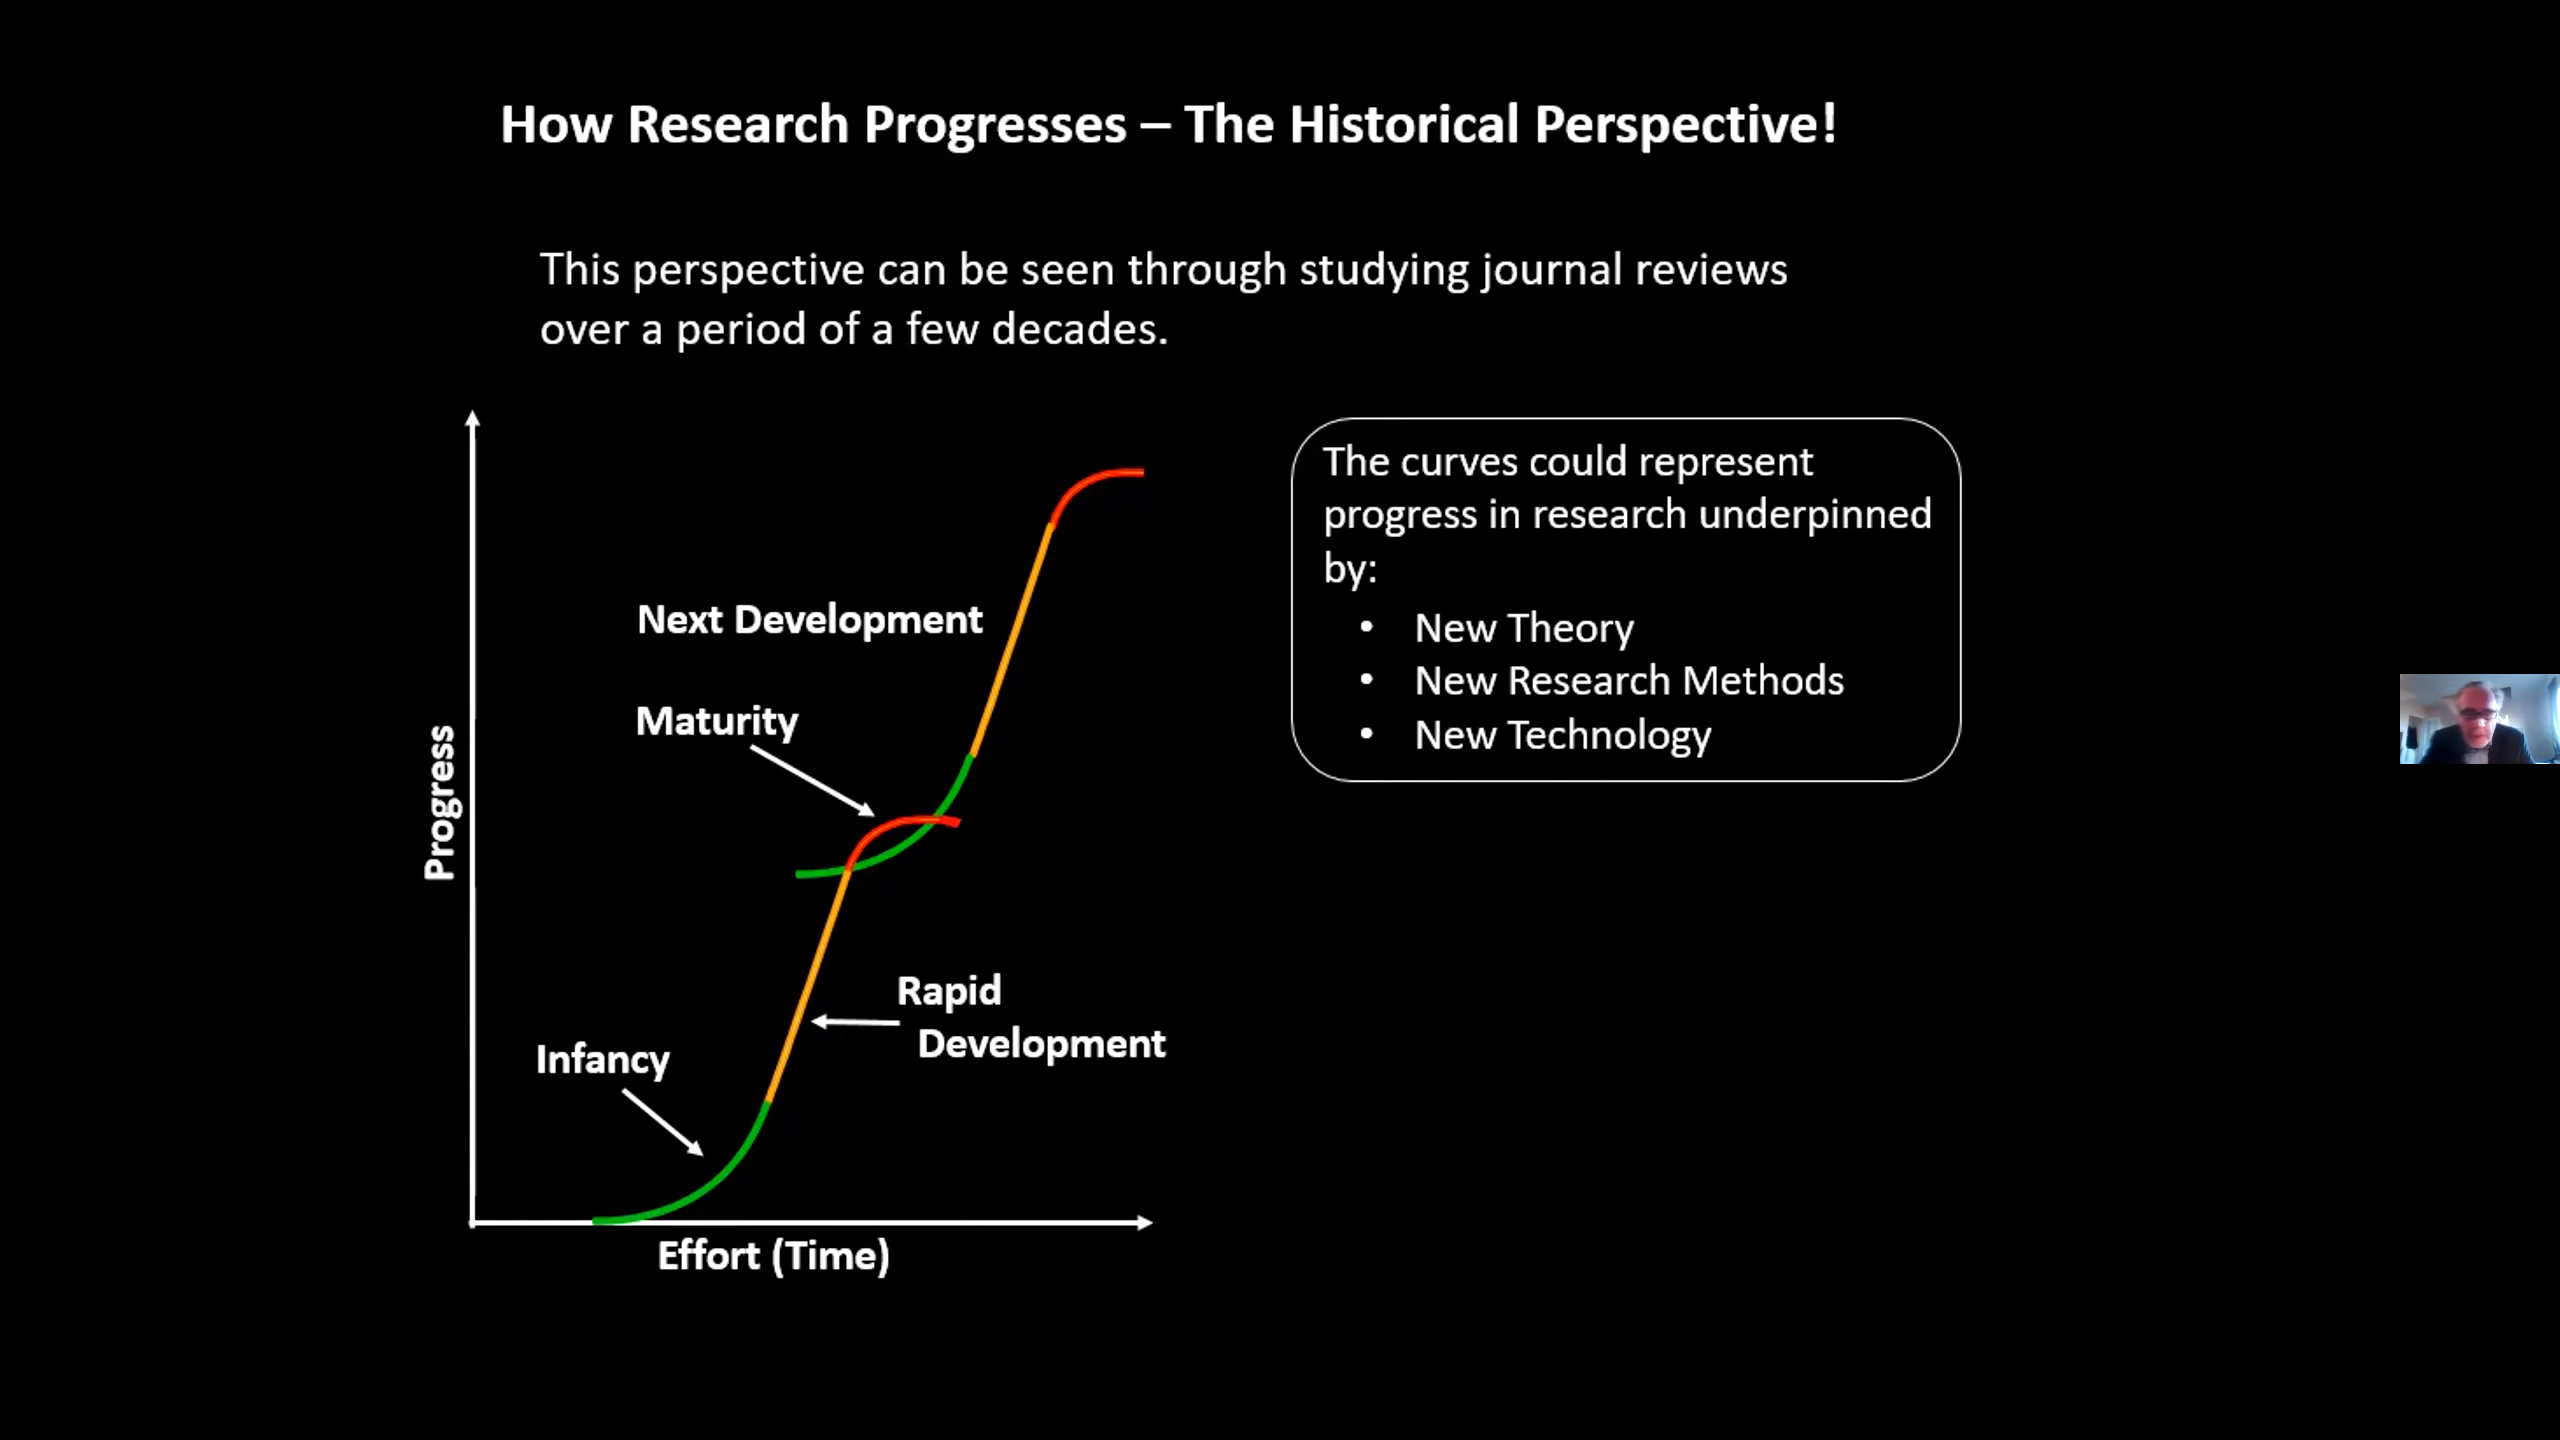 How Research Progresses – The Historical Perspective!
This perspective can be seen through studying journal reviews
over a period of a few decades.
The curves could represent
progress in research underpinned
by:
• New Theory
• New Research Methods
• New Technology
Next Development
Maturity
Progress
Rapid
Development
Infancy
Effort (Time)